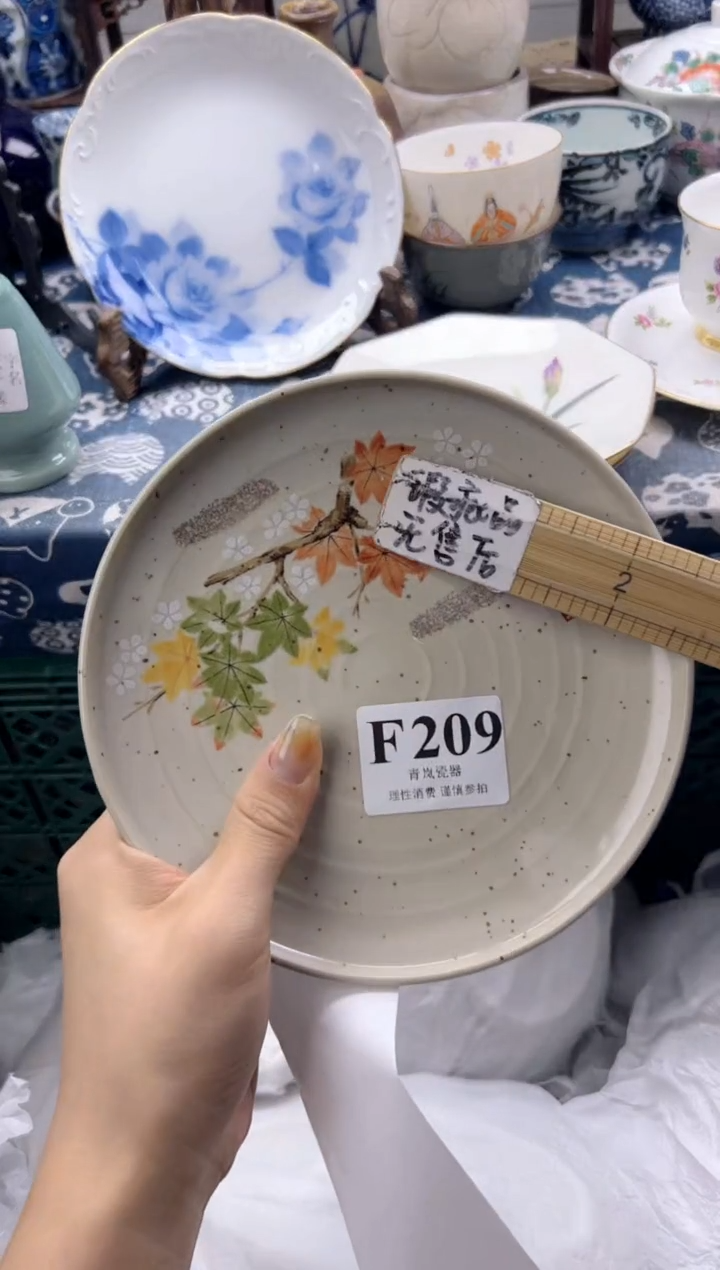 瑕疵品
无售后
2
F209
青岚瓷器
理性消费 谨慎参拍